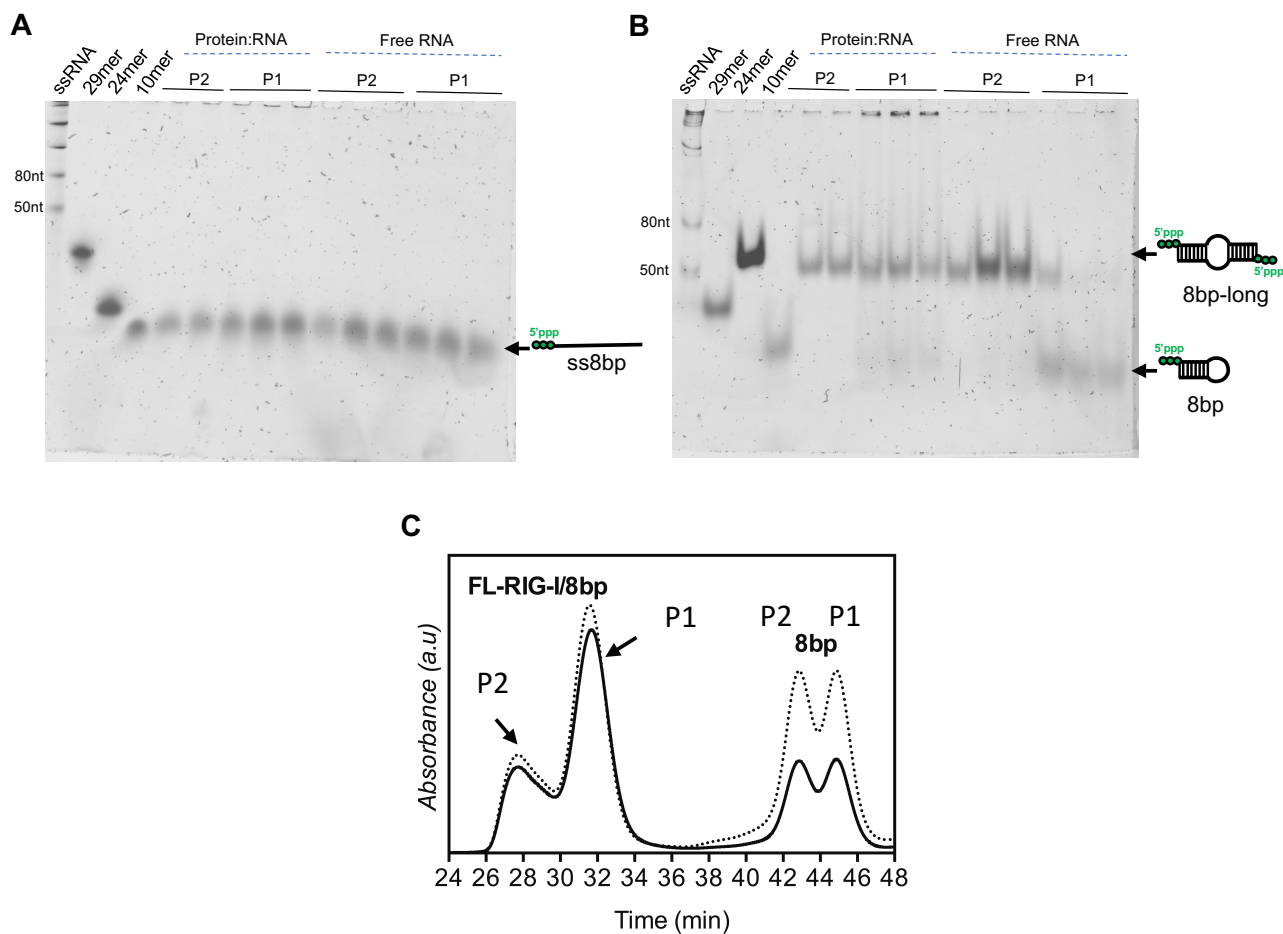 A
ssRNA
29mer
24mer
10mer
Protein:RNA
Free RNA
P2
P1
P2
P1
80nt
50nt
5'ppp
ss8bp
B
ssRNA
29mer
24mer
10mer
Protein:RNA
Free RNA
P2
P1
P2
P1
80nt
50nt
5'ppp
5'ppp
8bp-long
5'ppp
8bp
C
FL-RIG-I/8bp
P2
P1
P2 P1
8bp
Absorbance (a.u)
24 26 28 30 32 34 36 38 40 42 44 46 48
Time (min)